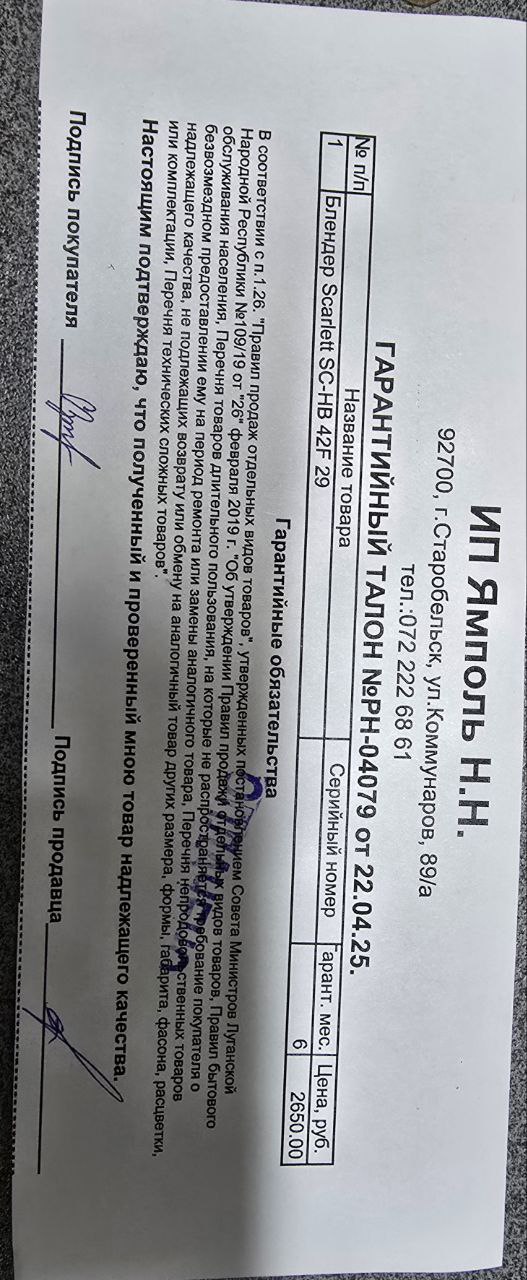 ИП Ямполь Н.Н.
92700, г.Старобельск, ул.Коммунаров, 89/а
тел.:072 222 68 61
ГАРАНТИЙНЫЙ ТАЛОН №РН-04079 от 22.04.25.
№ п/п Название товара Серийный номер Гарант. мес. Цена, руб.
1 Блендер Scarlett SC-HB 42F 29 6 2650.00
Гарантийные обязательства
В соответствии с п.1.26. "Правил продаж отдельных видов товаров", утвержденных постановлением Совета Министров Луганской
Народной Республики №109/19 от "26" февраля 2019 г. "Об утверждении Правил продажи отдельных видов товаров, Правил бытового
обслуживания населения, Перечня товаров длительного пользования, на которые не распространяется требование покупателя о
безвозмездном предоставлении ему на период ремонта или замены аналогичного товара, Перечня непродовольственных товаров
надлежащего качества, не подлежащих возврату или обмену на аналогичный товар других размера, формы, габарита, фасона, расцветки,
или комплектации, Перечня технических сложных товаров".
Настоящим подтверждаю, что полученный и проверенный мною товар надлежащего качества.
Подпись покупателя Подпись продавца